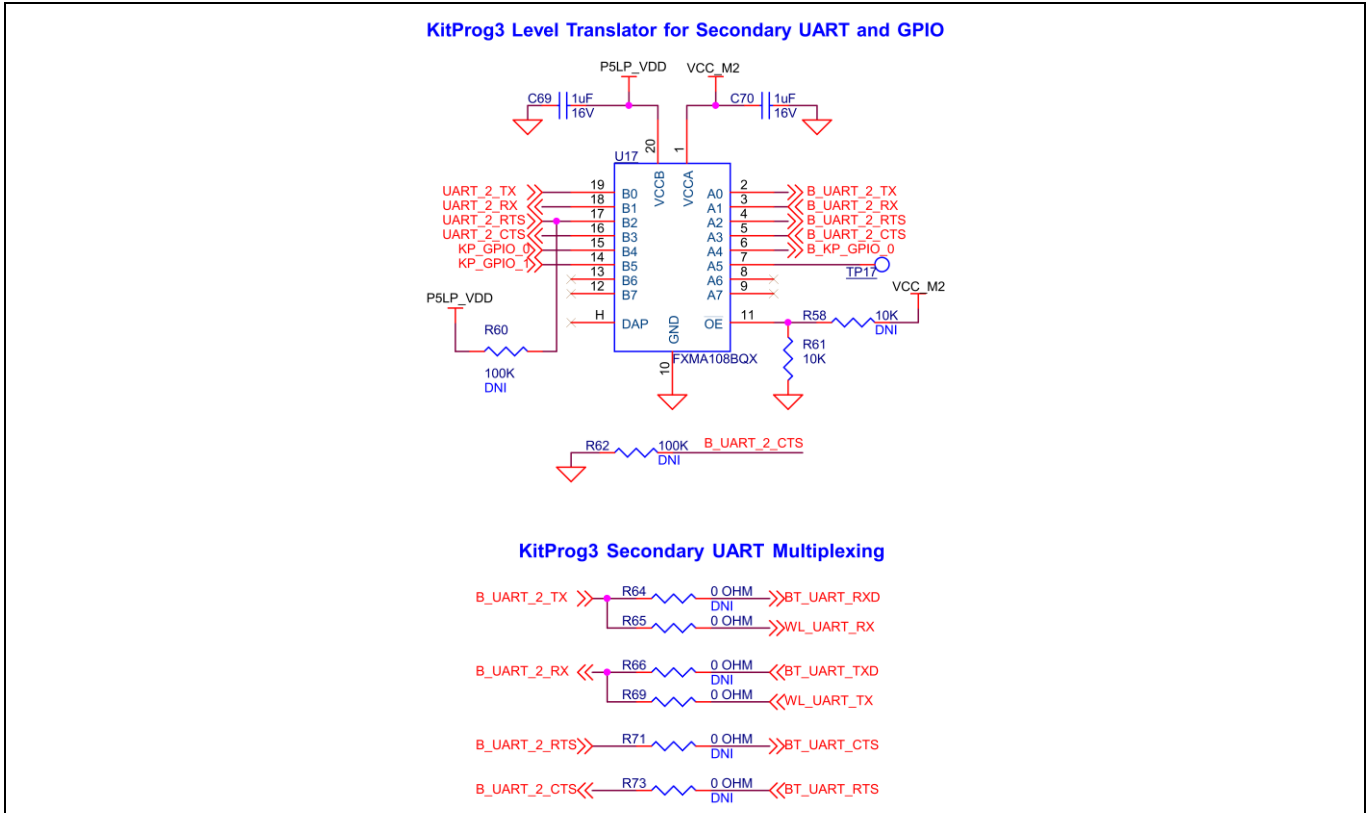 KitProg3 Level Translator for Secondary UART and GPIO
P5LP_VDD
VCC_M2
C69 1uF
16V
C70 1uF
16V
U17
20
1
VCCB
VCCA
UART_2_TX 19 B0 A0 2 B_UART_2_TX
UART_2_RX 18 B1 A1 3 B_UART_2_RX
UART_2_RTS 17 B2 A2 4 B_UART_2_RTS
UART_2_CTS 16 B3 A3 5 B_UART_2_CTS
KP_GPIO_0 15 B4 A4 6 B_KP_GPIO_0
KP_GPIO_1 14 B5 A5 7
TP17
13 B6 A6 8
12 B7 A7 9
P5LP_VDD
VCC_M2
H DAP GND OE 11
R58 10K
DNI
R60
100K
DNI
R61
10K
FXMA108BQX
10
R62 100K B_UART_2_CTS
DNI
KitProg3 Secondary UART Multiplexing
B_UART_2_TX R64 0 OHM BT_UART_RXD
DNI
R65 0 OHM WL_UART_RX
B_UART_2_RX R66 0 OHM BT_UART_TXD
DNI
R69 0 OHM WL_UART_TX
B_UART_2_RTS R71 0 OHM BT_UART_CTS
DNI
B_UART_2_CTS R73 0 OHM BT_UART_RTS
DNI